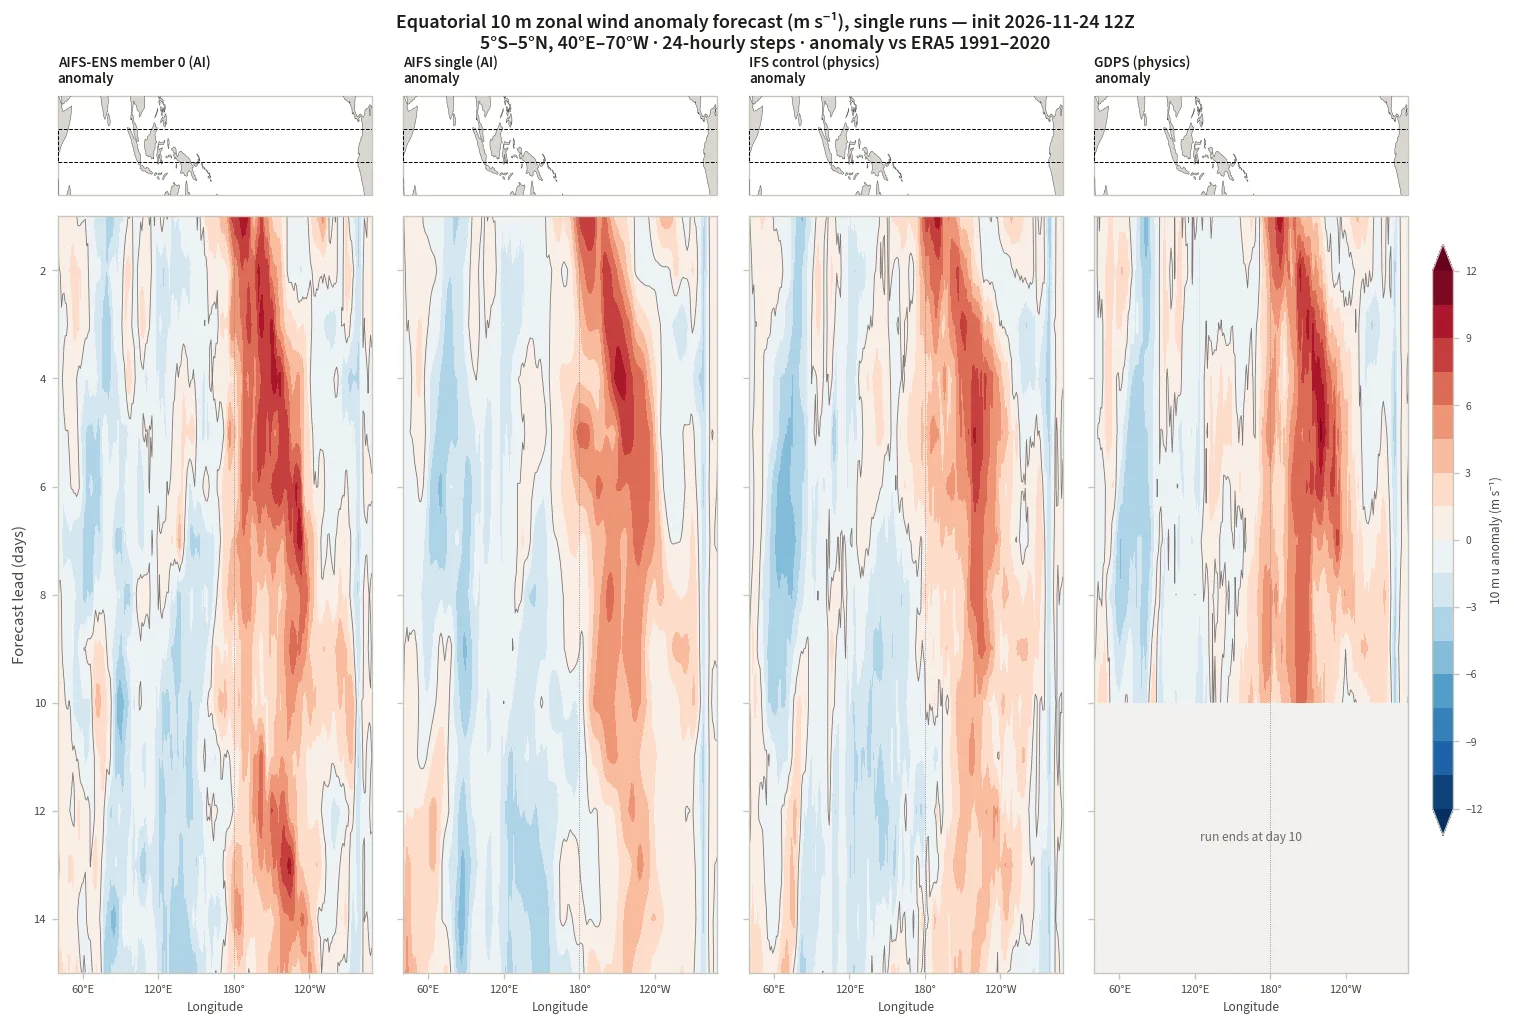 Equatorial 10 m zonal wind anomaly forecast (m s⁻¹), single runs — init 2026-11-24 12Z
5°S–5°N, 40°E–70°W · 24-hourly steps · anomaly vs ERA5 1991–2020
AIFS-ENS member 0 (AI)
anomaly
AIFS single (AI)
anomaly
IFS control (physics)
anomaly
GDPS (physics)
anomaly
Forecast lead (days)
2
4
6
8
10
12
14
run ends at day 10
60°E
120°E
180°
120°W
Longitude
60°E
120°E
180°
120°W
Longitude
60°E
120°E
180°
120°W
Longitude
60°E
120°E
180°
120°W
Longitude
12
9
6
3
0
−3
−6
−9
−12
10 m u anomaly (m s⁻¹)